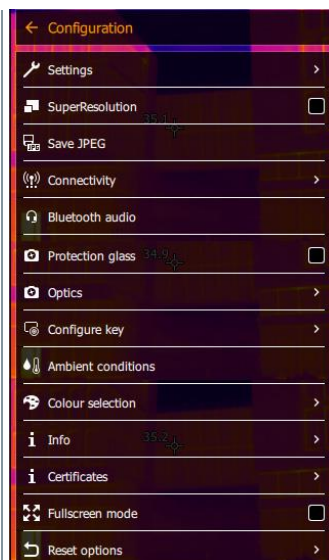 ← Configuration
Settings
SuperResolution
35.1
Save JPEG
Connectivity
Bluetooth audio
Protection glass 34.9
Optics
Configure key
Ambient conditions
Colour selection
Info 35.2
Certificates
Fullscreen mode
Reset options